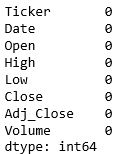 Ticker 0
Date 0
Open 0
High 0
Low 0
Close 0
Adj_Close 0
Volume 0
dtype: int64